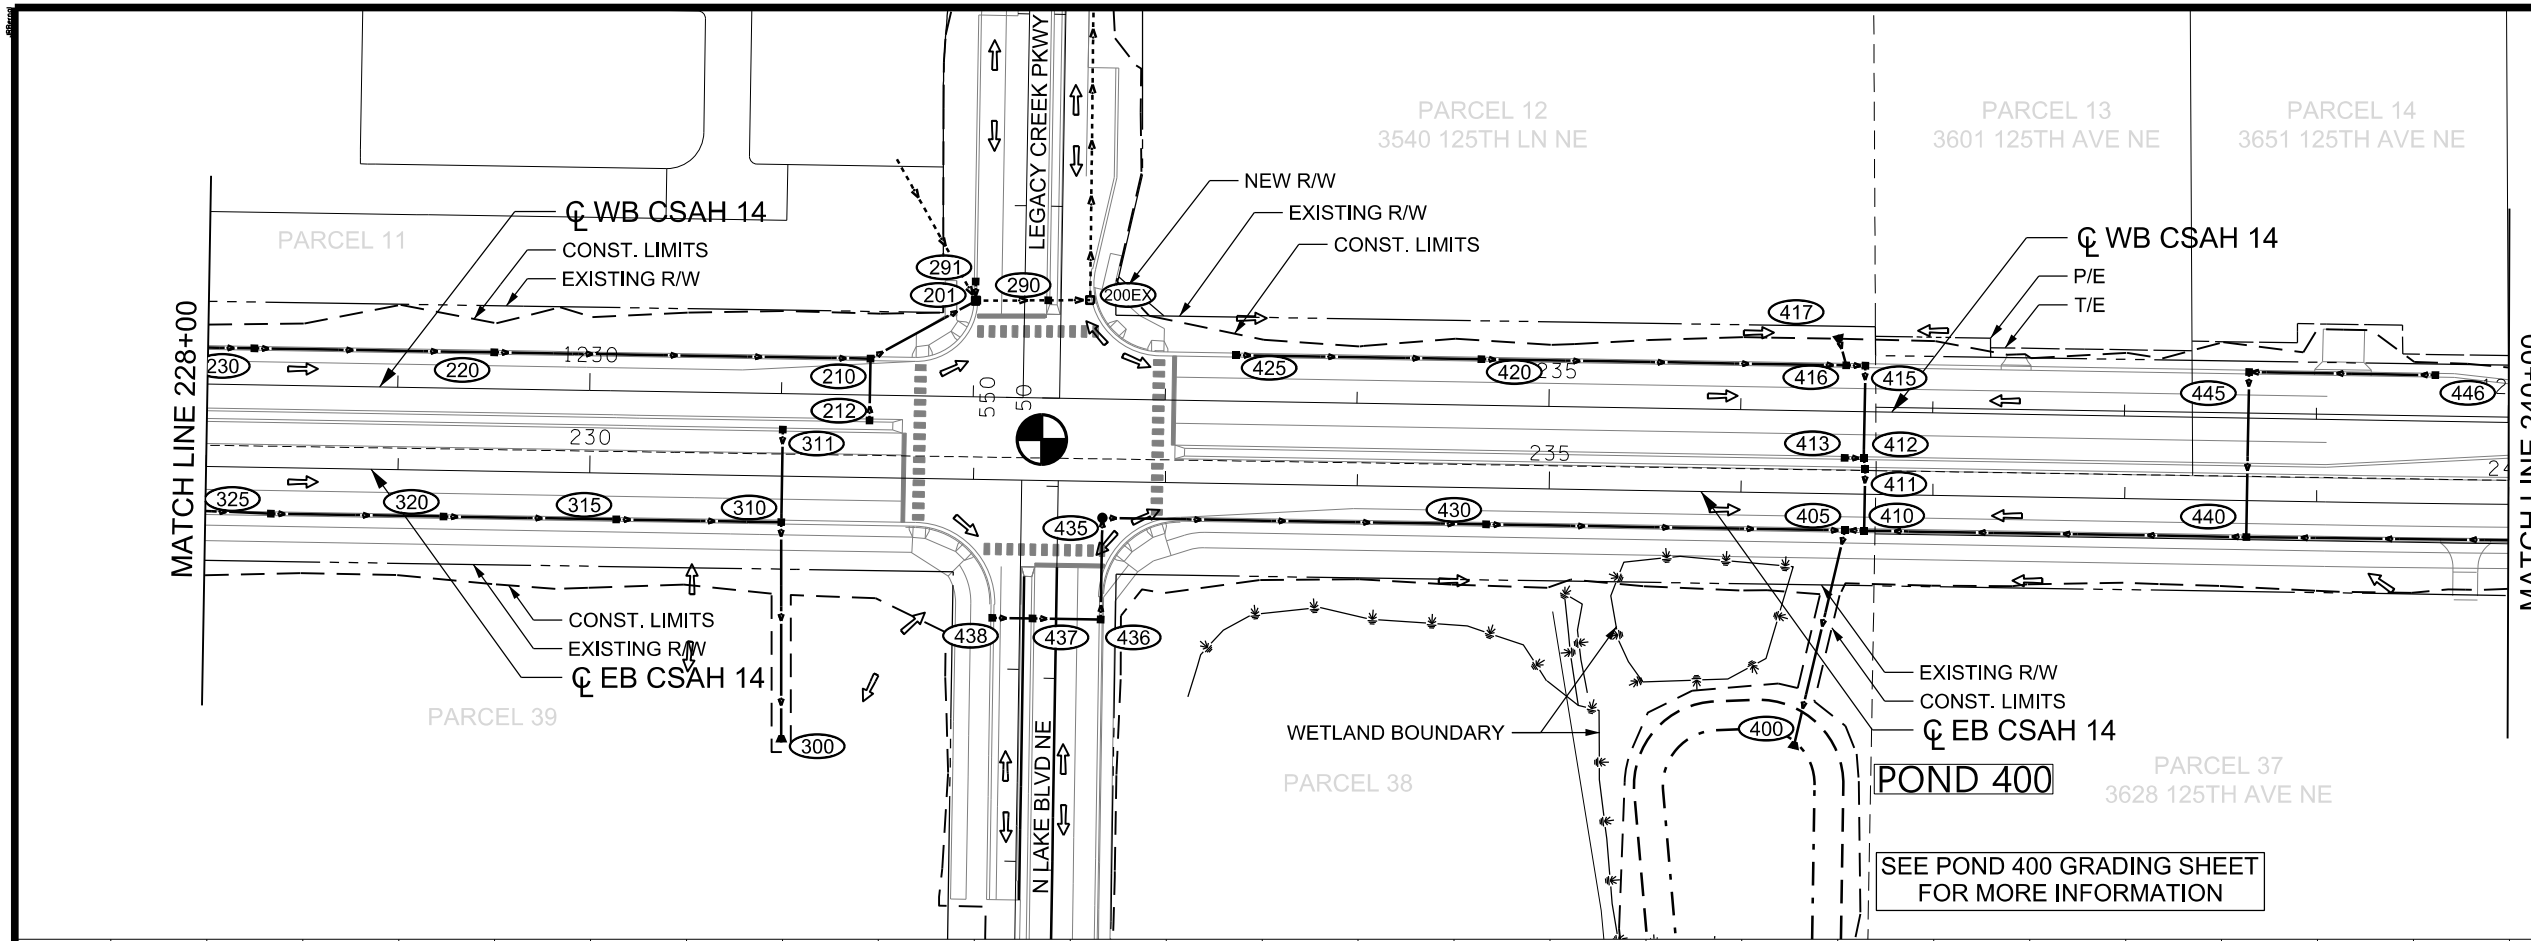 LEGACY CREEK PKWY
PARCEL 12
3540 125TH LN NE
PARCEL 13
3601 125TH AVE NE
PARCEL 14
3651 125TH AVE NE
NEW R/W
EXISTING R/W
CONST. LIMITS
PARCEL 11
℄ WB CSAH 14
CONST. LIMITS
EXISTING R/W
℄ WB CSAH 14
P/E
T/E
291
290
201
200EX
417
MATCH LINE 228+00
MATCH LINE 240+00
230
220
1230
210
425
420
235
416
415
445
446
212
550
50
311
230
413
412
235
24
411
325
320
315
310
435
430
405
410
440
CONST. LIMITS
EXISTING R/W
℄ EB CSAH 14
438
437
436
EXISTING R/W
CONST. LIMITS
℄ EB CSAH 14
PARCEL 39
300
N LAKE BLVD NE
WETLAND BOUNDARY
400
PARCEL 38
POND 400
PARCEL 37
3628 125TH AVE NE
SEE POND 400 GRADING SHEET
FOR MORE INFORMATION